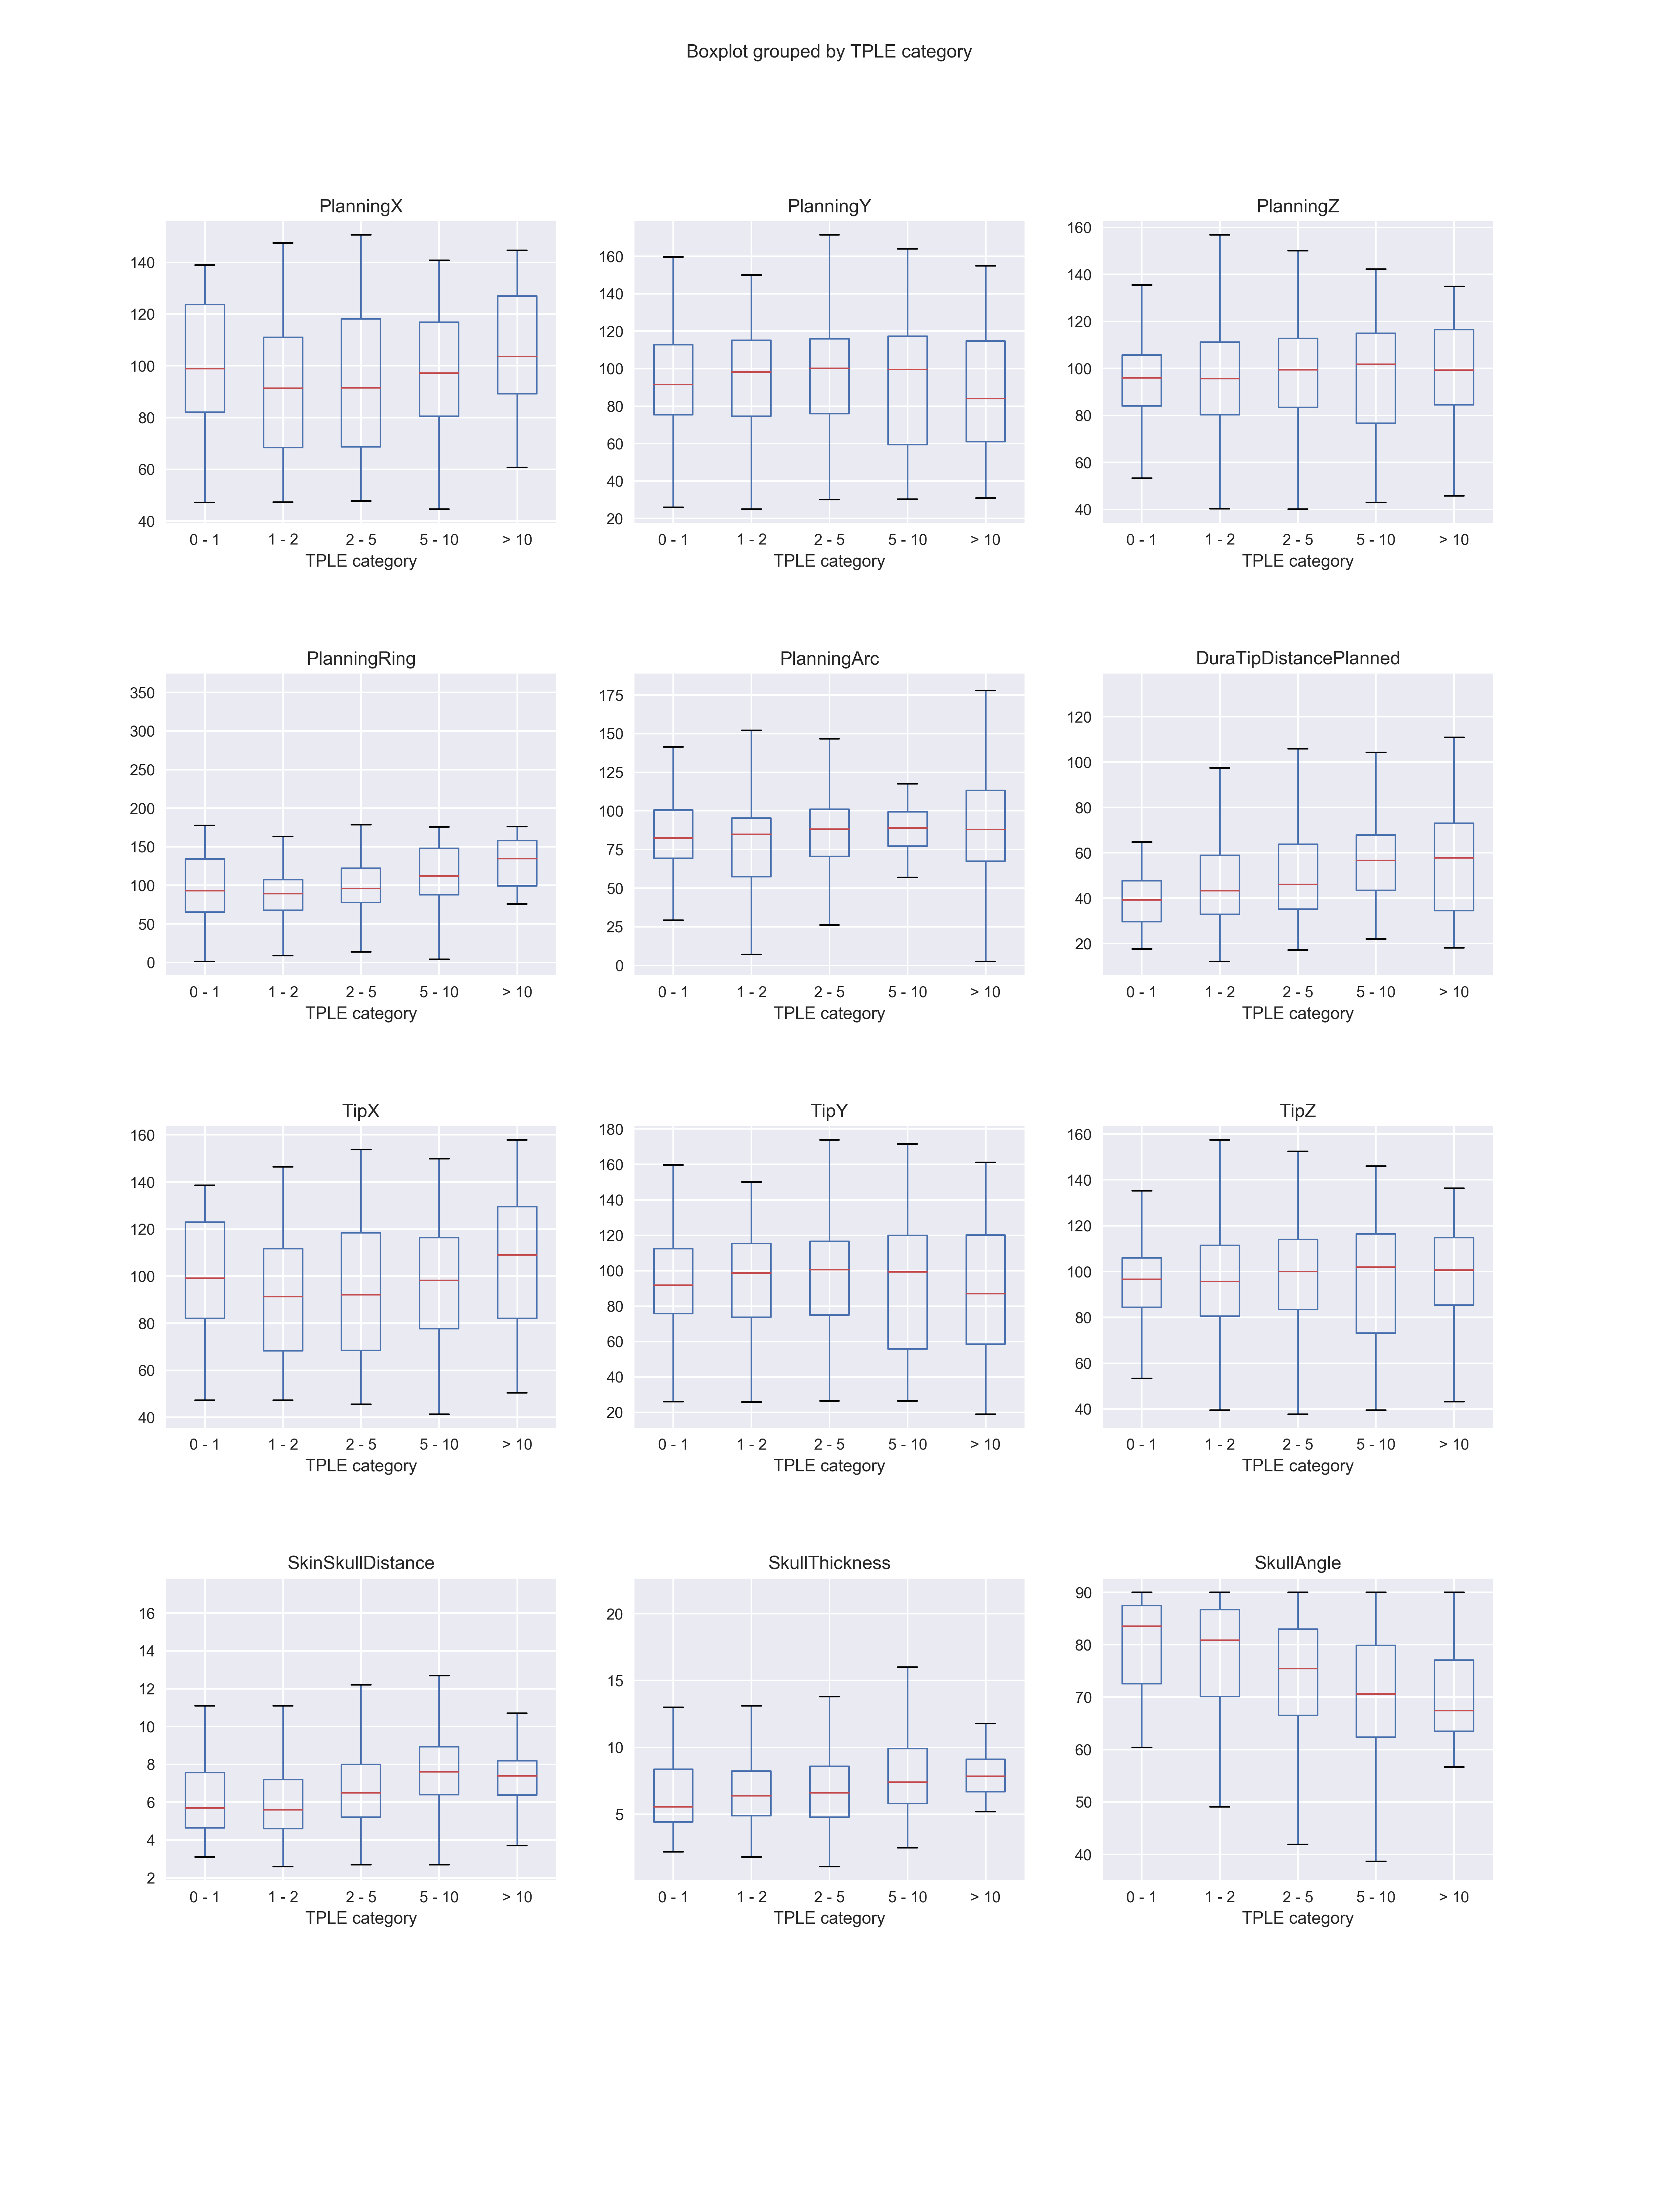 Boxplot grouped by TPLE category
PlanningX
PlanningY
PlanningZ
140
120
100
80
60
40
160
140
120
100
80
60
40
20
160
140
120
100
80
60
40
0 - 1 1 - 2 2 - 5 5 - 10 > 10
0 - 1 1 - 2 2 - 5 5 - 10 > 10
0 - 1 1 - 2 2 - 5 5 - 10 > 10
TPLE category
TPLE category
TPLE category
PlanningRing
PlanningArc
DuraTipDistancePlanned
350
300
250
200
150
100
50
0
175
150
125
100
75
50
25
0
120
100
80
60
40
20
0 - 1 1 - 2 2 - 5 5 - 10 > 10
0 - 1 1 - 2 2 - 5 5 - 10 > 10
0 - 1 1 - 2 2 - 5 5 - 10 > 10
TPLE category
TPLE category
TPLE category
TipX
TipY
TipZ
160
140
120
100
80
60
40
180
160
140
120
100
80
60
40
20
160
140
120
100
80
60
40
0 - 1 1 - 2 2 - 5 5 - 10 > 10
0 - 1 1 - 2 2 - 5 5 - 10 > 10
0 - 1 1 - 2 2 - 5 5 - 10 > 10
TPLE category
TPLE category
TPLE category
SkinSkullDistance
SkullThickness
SkullAngle
16
14
12
10
8
6
4
2
20
15
10
5
90
80
70
60
50
40
0 - 1 1 - 2 2 - 5 5 - 10 > 10
0 - 1 1 - 2 2 - 5 5 - 10 > 10
0 - 1 1 - 2 2 - 5 5 - 10 > 10
TPLE category
TPLE category
TPLE category